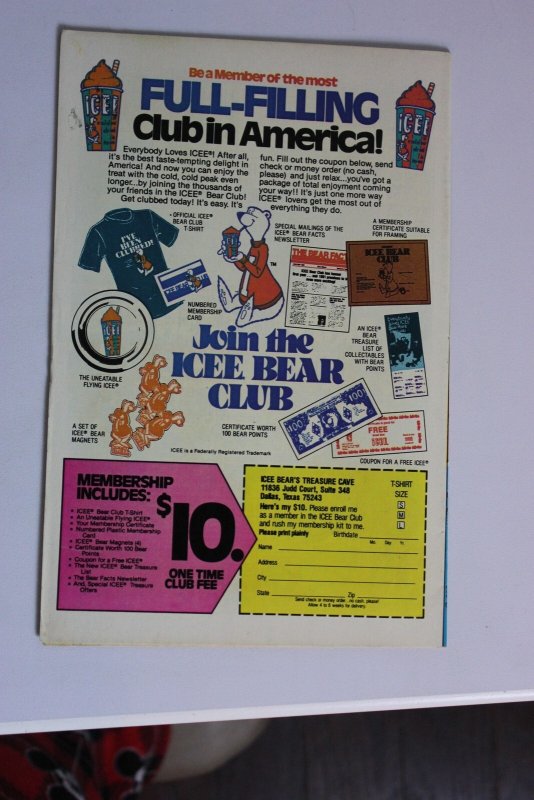 Be a Member of the most
FULL-FILLING
Club in America!
ICEE
ICEE
Everybody Loves ICEE®! After all,
it's the best taste-tempting delight in
America! And now you can enjoy the
treat with the cold, cold peak even
longer...by joining the thousands of
your friends in the ICEE® Bear Club!
Get clubbed today! It's easy. It's
fun. Fill out the coupon below, send
check or money order (no cash,
please) and just relax...you've got a
package of total enjoyment coming
your way!! It's just one more way
ICEE® lovers get the most out of
everything they do.
• OFFICIAL ICEE®
BEAR CLUB
T-SHIRT
I'VE
BEEN
CLUBBED!
NUMBERED
MEMBERSHIP
CARD
SPECIAL MAILINGS OF THE
ICEE® BEAR FACTS
NEWSLETTER
THE BEAR FACTS
TM
A MEMBERSHIP
CERTIFICATE SUITABLE
FOR FRAMING
ICEE BEAR
CLUB
ICEE
THE UNEATABLE
FLYING ICEE®
AN ICEE®
BEAR
TREASURE
LIST OF
COLLECTABLES
WITH BEAR
POINTS
Join the
ICEE BEAR
CLUB
A SET OF
ICEE® BEAR
MAGNETS
CERTIFICATE WORTH
100 BEAR POINTS
100
100
FREE
COUPON FOR A FREE ICEE®
ICEE is a Federally Registered Trademark
MEMBERSHIP
INCLUDES:
• ICEE® Bear Club T-Shirt
• An Uneatable Flying ICEE®
• Your Membership Certificate
• Numbered Plastic Membership
Card
• ICEE® Bear Magnets (4)
• Certificate Worth 100 Bear
Points
• Coupon for a Free ICEE®
• The New ICEE® Bear Treasure
List
• The Bear Facts Newsletter
• And, Special ICEE® Treasure
Offers
$10.
ONE TIME
CLUB FEE
ICEE BEAR'S TREASURE CAVE
11836 Judd Court, Suite 348
Dallas, Texas 75243
Here's my $10. Please enroll me
as a member in the ICEE Bear Club
and rush my membership kit to me.
Please print plainly Birthdate
Mo. Day Yr.
T-SHIRT
SIZE
S
M
L
Name
Address
City
State Zip
Send check or money order...no cash, please!
Allow 4 to 6 weeks for delivery.